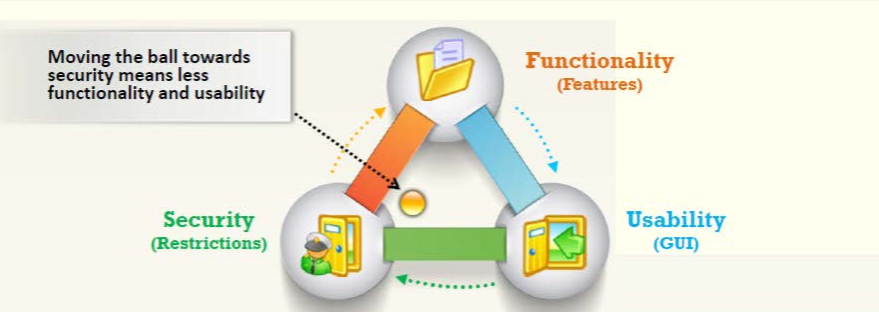 Moving the ball towards
security means less
functionality and usability
Functionality
(Features)
Security
(Restrictions)
Usability
(GUI)